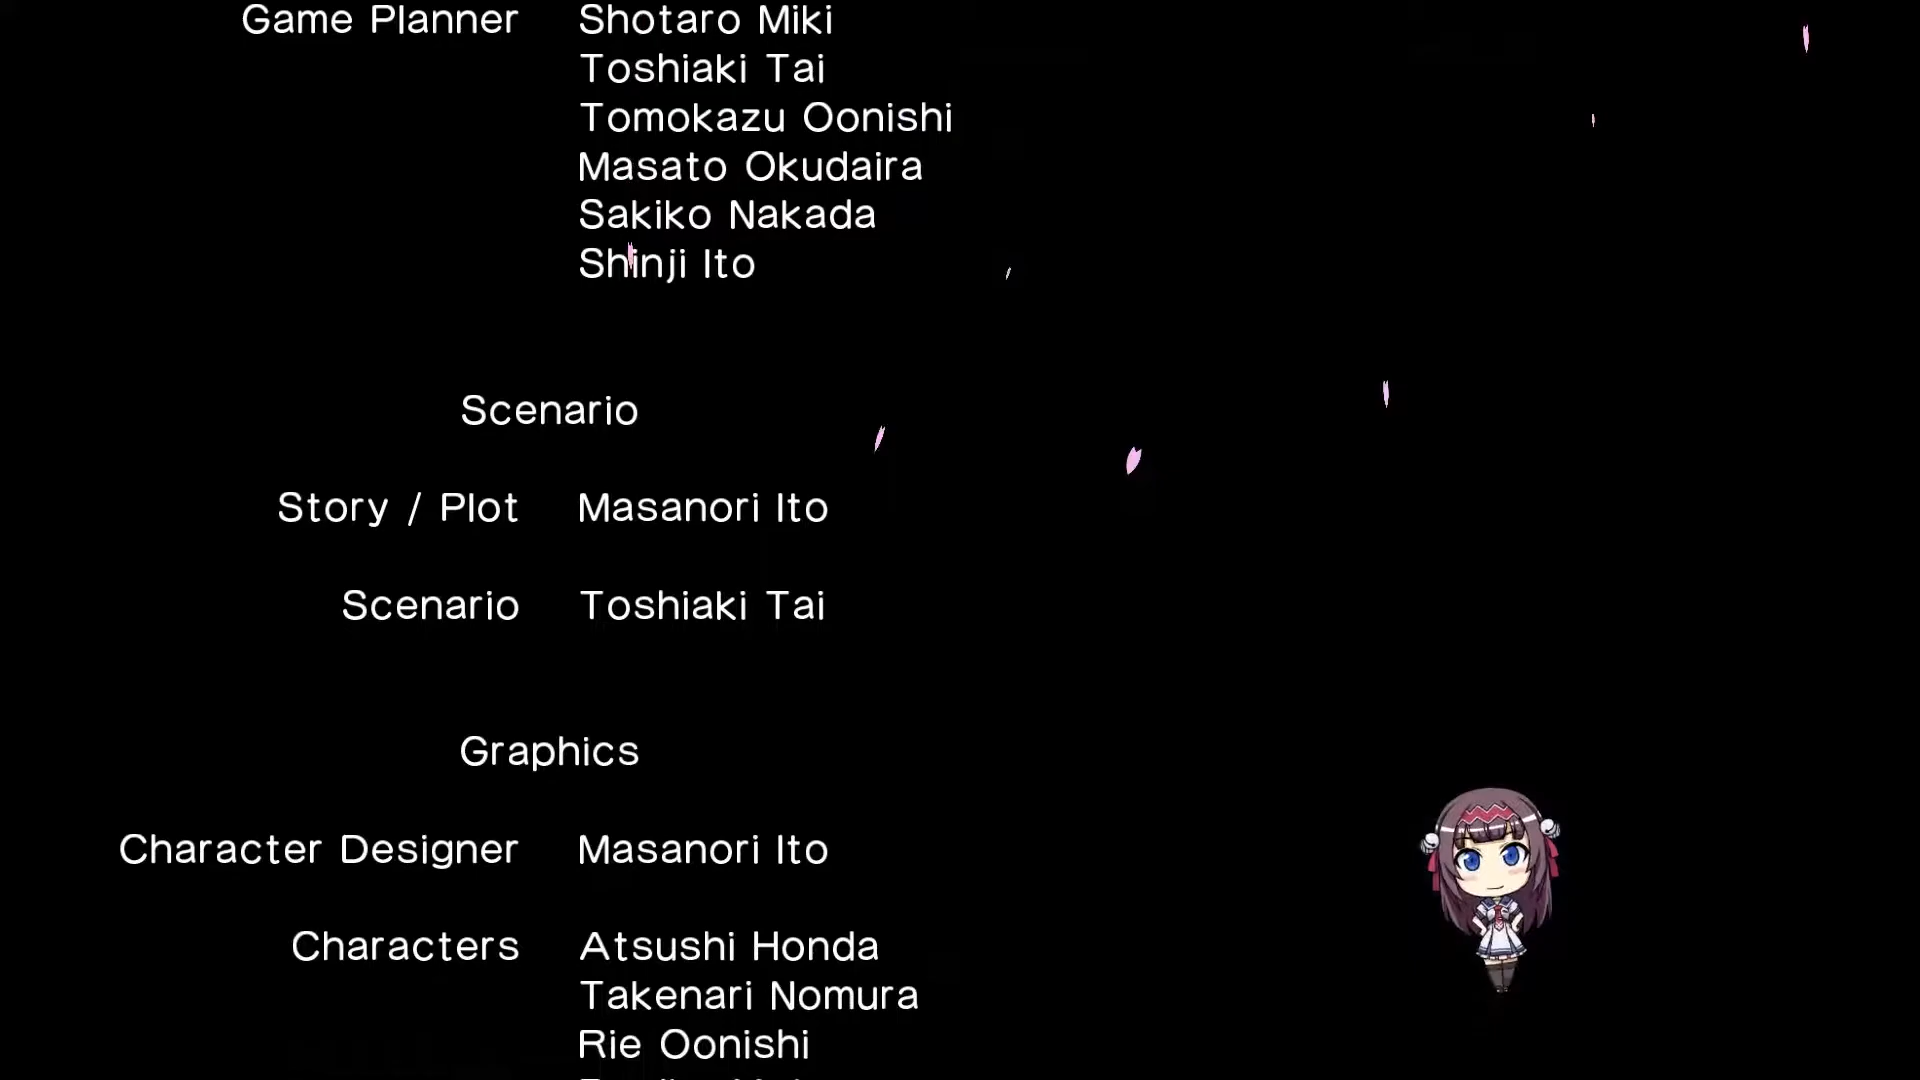 Game Planner Shotaro Miki
Toshiaki Tai
Tomokazu Oonishi
Masato Okudaira
Sakiko Nakada
Shinji Ito
Scenario
Story / Plot Masanori Ito
Scenario Toshiaki Tai
Graphics
Character Designer Masanori Ito
Characters Atsushi Honda
Takenari Nomura
Rie Oonishi